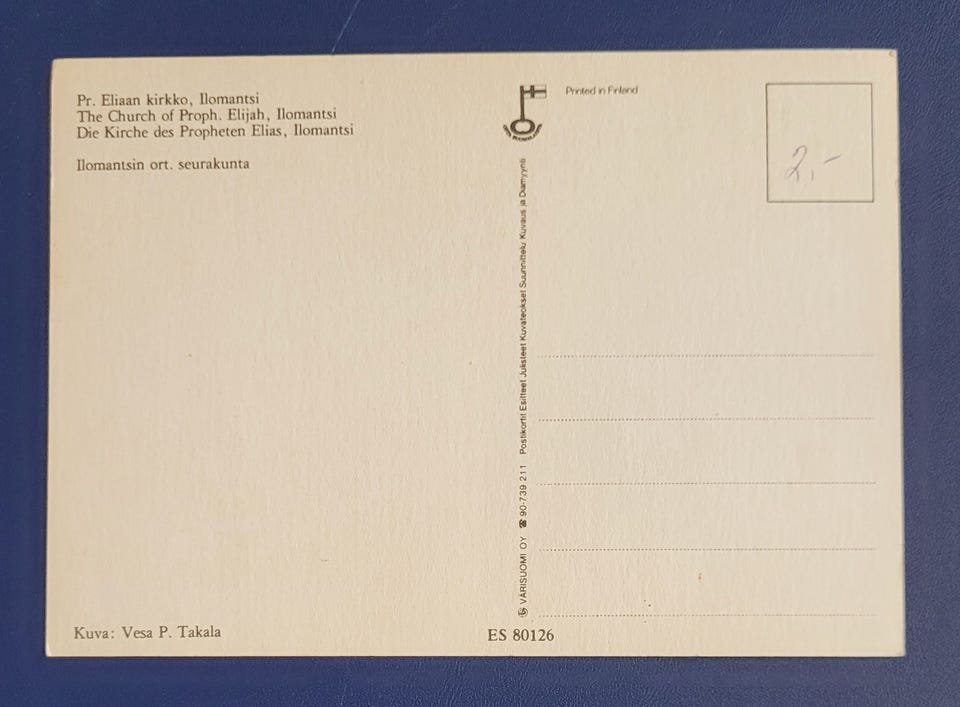 Pr. Eliaan kirkko, Ilomantsi
The Church of Proph. Elijah, Ilomantsi
Die Kirche des Propheten Elias, Ilomantsi
Ilomantsin ort. seurakunta
Kuva: Vesa P. Takala
VÄRISUOMI OY ☎ 90-739 211 Postikortit Esitteet Julisteet Kuvateokset Suunnittelu Kuvaus ja Diamyynti
ES 80126
Printed in Finland
2,-